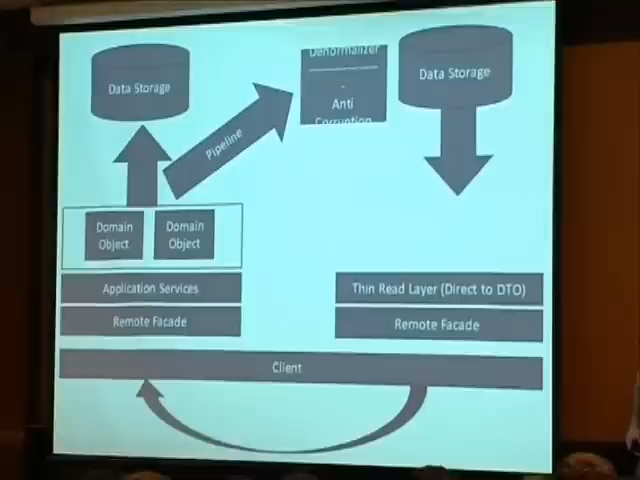 Data Storage
Denormalizer
-
Anti
Corruption
Data Storage
Pipeline
Domain
Object
Domain
Object
Application Services
Remote Facade
Thin Read Layer (Direct to DTO)
Remote Facade
Client